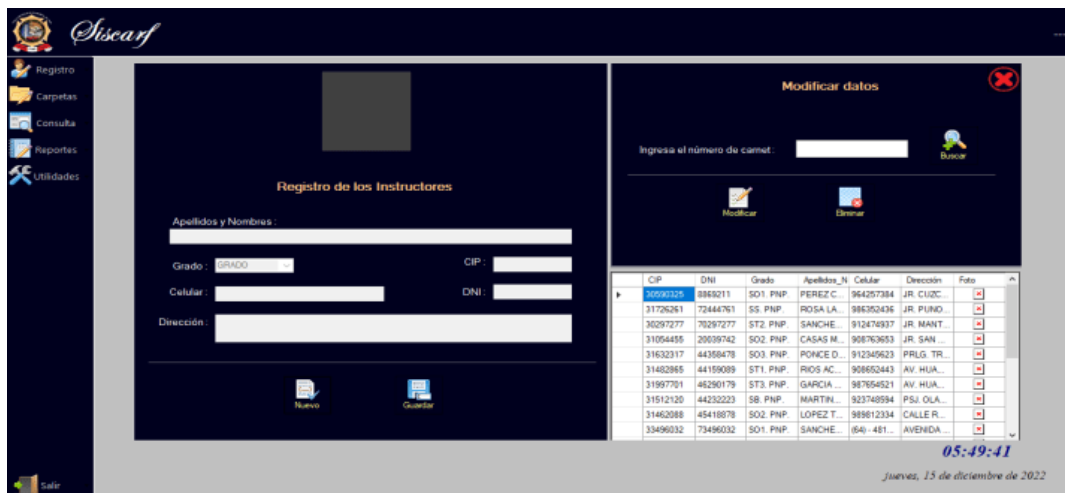 Siscarf
Registro
Carpetas
Consulta
Reportes
Utilidades
Salir
Registro de los Instructores
Apellidos y Nombres :
Grado : GRADO CIP :
Celular : DNI :
Dirección :
Nuevo Guardar
Modificar datos
Ingresa el número de carnet : Buscar
Modificar Eliminar
CIP DNI Grado Apellidos_N Celular Dirección Foto
30590325 8869211 SO1. PNP. PEREZ C... 964257384 JR. CUZC...
31726261 72444761 SS. PNP. ROSA LA... 986352436 JR. PUNO...
30297277 70297277 ST2. PNP. SANCHE... 912474937 JR. MANT...
31054455 20039742 SO2. PNP. CASAS M... 908763653 JR. SAN ...
31632317 44358478 SO3. PNP. PONCE D... 912345623 PRLG. TR...
31482865 44159089 ST1. PNP. RIOS AC... 908652443 AV. HUA...
31997701 46290179 ST3. PNP. GARCIA ... 987654521 AV. HUA...
31512120 44232223 SB. PNP. MARTIN... 923748594 PSJ. OLA...
31462088 45418878 SO2. PNP. LOPEZ T... 989812334 CALLE R...
33496032 73496032 SO1. PNP. SANCHE... (64) - 481... AVENIDA ...
05:49:41
jueves, 15 de diciembre de 2022